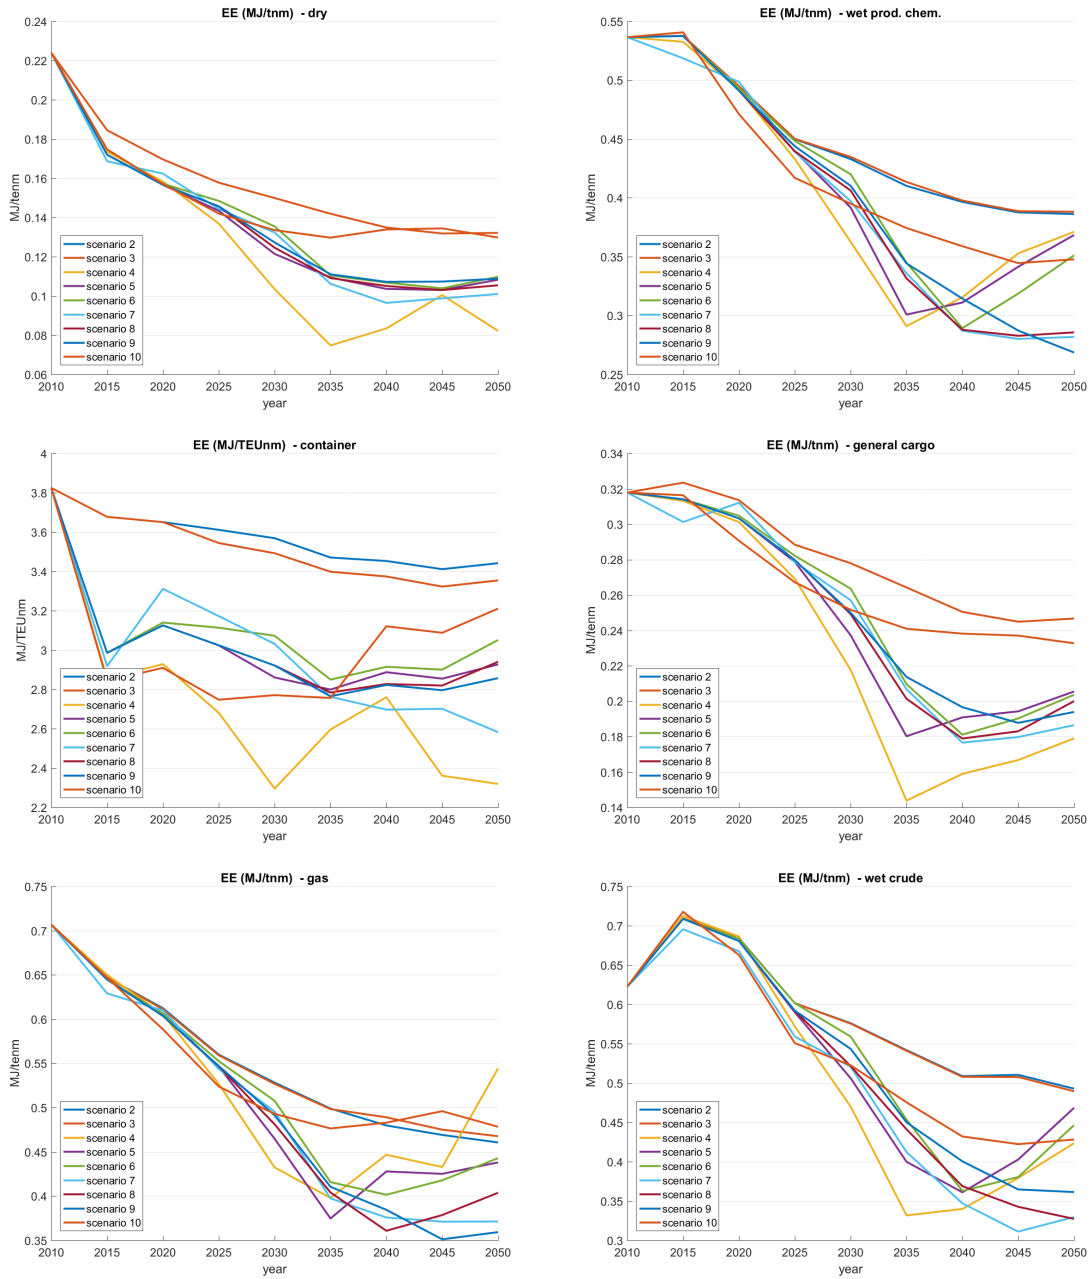 EE (MJ/tnm) - dry
0.24
0.22
0.2
0.18
0.16
0.14
0.12
0.1
0.08
0.06
MJ/tenm
scenario 2
scenario 3
scenario 4
scenario 5
scenario 6
scenario 7
scenario 8
scenario 9
scenario 10
2010 2015 2020 2025 2030 2035 2040 2045 2050
year
EE (MJ/tnm) - wet prod. chem.
0.55
0.5
0.45
0.4
0.35
0.3
0.25
MJ/tenm
scenario 2
scenario 3
scenario 4
scenario 5
scenario 6
scenario 7
scenario 8
scenario 9
scenario 10
2010 2015 2020 2025 2030 2035 2040 2045 2050
year
EE (MJ/TEUnm) - container
4
3.8
3.6
3.4
3.2
3
2.8
2.6
2.4
2.2
MJ/TEUnm
scenario 2
scenario 3
scenario 4
scenario 5
scenario 6
scenario 7
scenario 8
scenario 9
scenario 10
2010 2015 2020 2025 2030 2035 2040 2045 2050
year
EE (MJ/tnm) - general cargo
0.34
0.32
0.3
0.28
0.26
0.24
0.22
0.2
0.18
0.16
0.14
MJ/tenm
scenario 2
scenario 3
scenario 4
scenario 5
scenario 6
scenario 7
scenario 8
scenario 9
scenario 10
2010 2015 2020 2025 2030 2035 2040 2045 2050
year
EE (MJ/tnm) - gas
0.75
0.7
0.65
0.6
0.55
0.5
0.45
0.4
0.35
MJ/tenm
scenario 2
scenario 3
scenario 4
scenario 5
scenario 6
scenario 7
scenario 8
scenario 9
scenario 10
2010 2015 2020 2025 2030 2035 2040 2045 2050
year
EE (MJ/tnm) - wet crude
0.75
0.7
0.65
0.6
0.55
0.5
0.45
0.4
0.35
0.3
MJ/tenm
scenario 2
scenario 3
scenario 4
scenario 5
scenario 6
scenario 7
scenario 8
scenario 9
scenario 10
2010 2015 2020 2025 2030 2035 2040 2045 2050
year